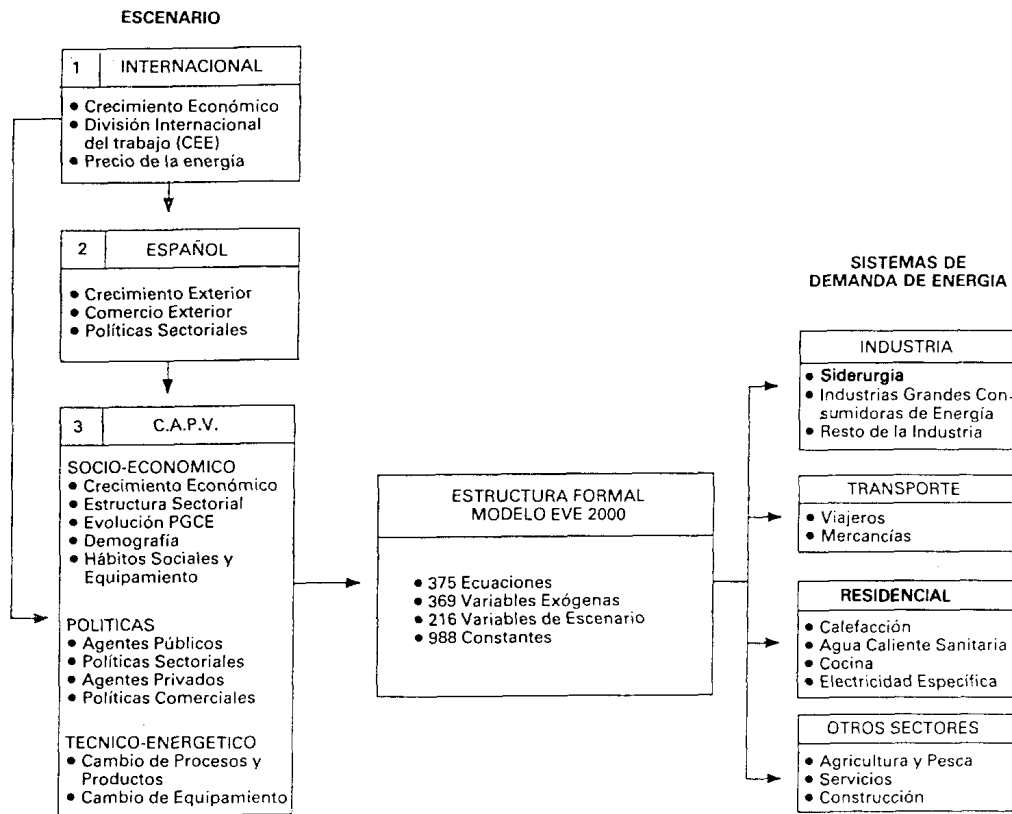 ESCENARIO
1 INTERNACIONAL
• Crecimiento Económico
• División Internacional
del trabajo (CEE)
• Precio de la energía
2 ESPAÑOL
• Crecimiento Exterior
• Comercio Exterior
• Políticas Sectoriales
3 C.A.P.V.
SOCIO-ECONOMICO
• Crecimiento Económico
• Estructura Sectorial
• Evolución PGCE
• Demografía
• Hábitos Sociales y
Equipamiento
POLITICAS
• Agentes Públicos
• Políticas Sectoriales
• Agentes Privados
• Políticas Comerciales
TECNICO-ENERGETICO
• Cambio de Procesos y
Productos
• Cambio de Equipamiento
ESTRUCTURA FORMAL
MODELO EVE 2000
• 375 Ecuaciones
• 369 Variables Exógenas
• 216 Variables de Escenario
• 988 Constantes
SISTEMAS DE
DEMANDA DE ENERGIA
INDUSTRIA
• Siderurgía
• Industrias Grandes Con-
sumidoras de Energía
• Resto de la Industria
TRANSPORTE
• Viajeros
• Mercancías
RESIDENCIAL
• Calefacción
• Agua Caliente Sanitaria
• Cocina
• Electricidad Específica
OTROS SECTORES
• Agricultura y Pesca
• Servicios
• Construcción